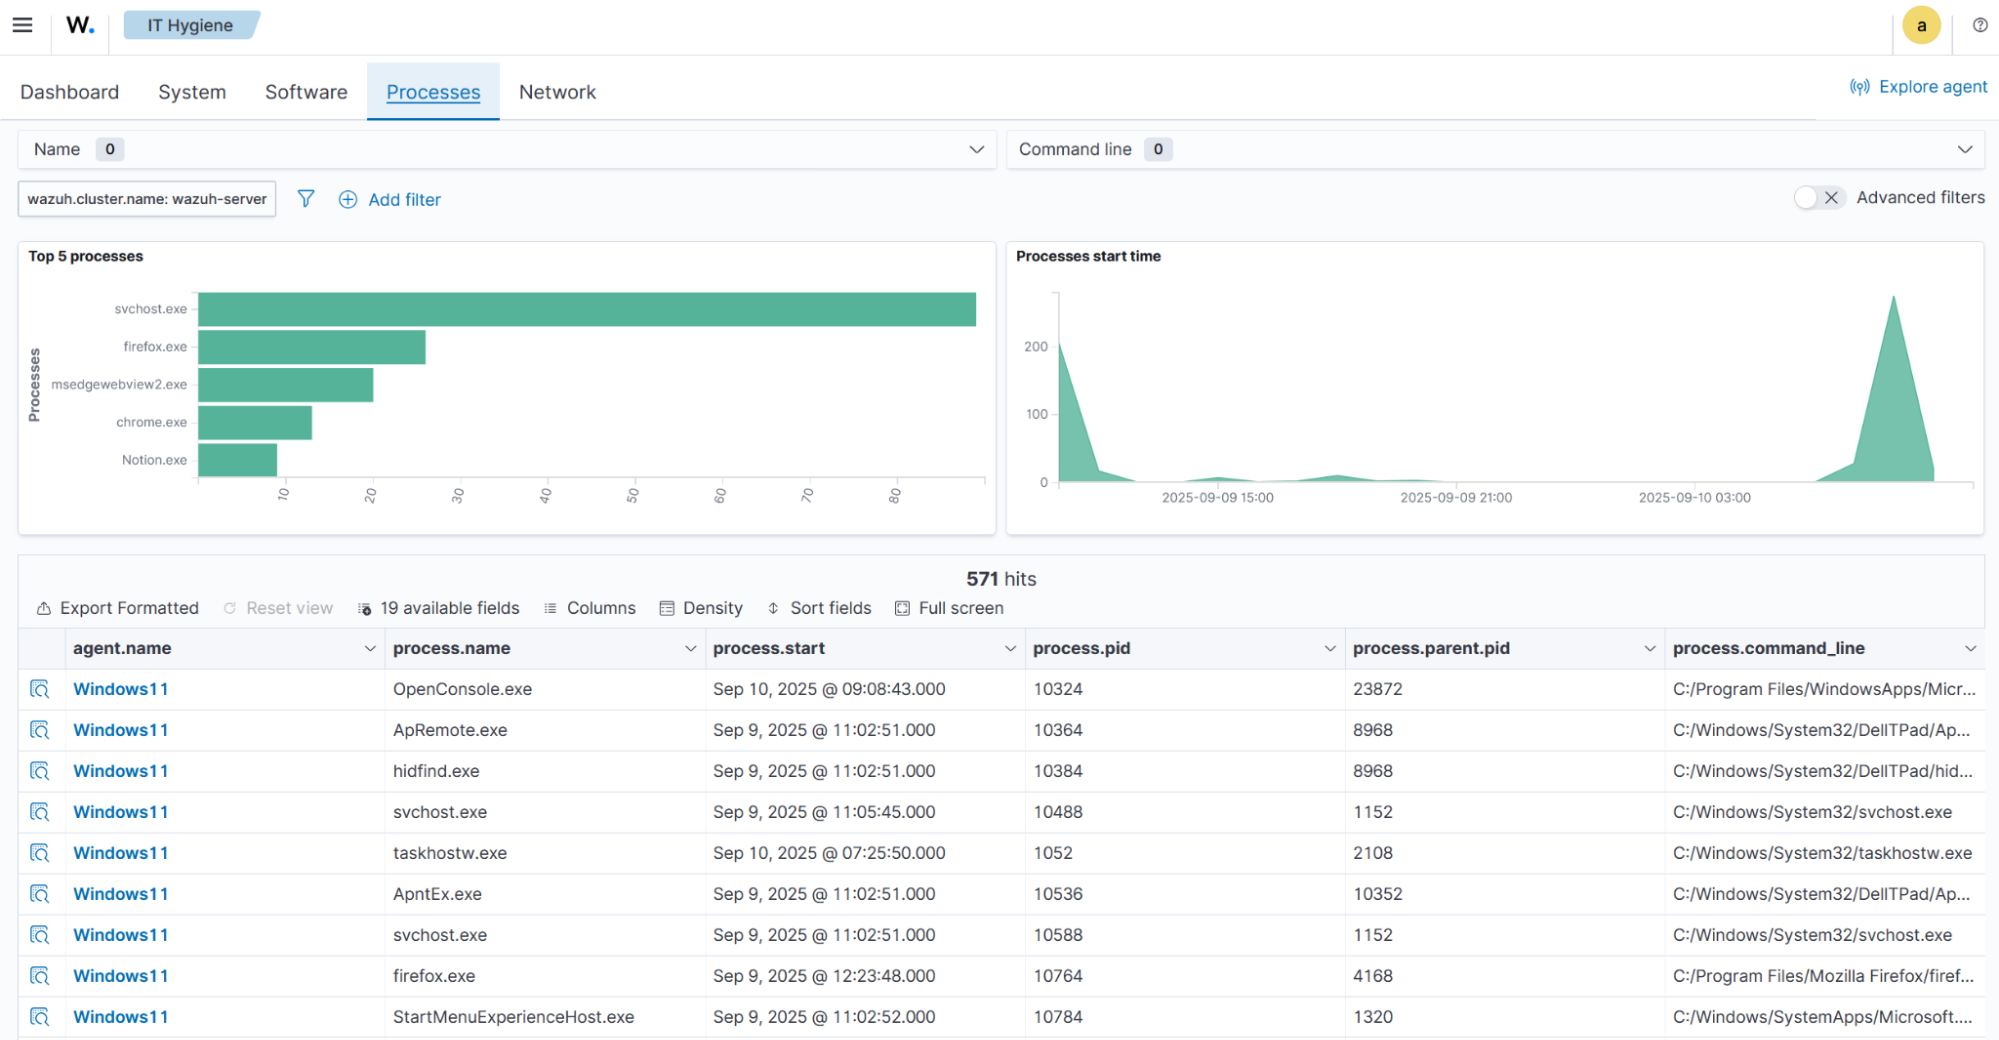 W. IT Hygiene a
Dashboard System Software Processes Network Explore agent
Name 0 Command line 0
wazuh.cluster.name: wazuh-server Add filter Advanced filters
Top 5 processes
Processes
svchost.exe
firefox.exe
msedgewebview2.exe
chrome.exe
Notion.exe
10 20 30 40 50 60 70 80
Processes start time
200
100
0
2025-09-09 15:00 2025-09-09 21:00 2025-09-10 03:00
571 hits
Export Formatted Reset view 19 available fields Columns Density Sort fields Full screen
agent.name process.name process.start process.pid process.parent.pid process.command_line
Windows11 OpenConsole.exe Sep 10, 2025 @ 09:08:43.000 10324 23872 C:/Program Files/WindowsApps/Micr...
Windows11 ApRemote.exe Sep 9, 2025 @ 11:02:51.000 10364 8968 C:/Windows/System32/DellTPad/Ap...
Windows11 hidfind.exe Sep 9, 2025 @ 11:02:51.000 10384 8968 C:/Windows/System32/DellTPad/hid...
Windows11 svchost.exe Sep 9, 2025 @ 11:05:45.000 10488 1152 C:/Windows/System32/svchost.exe
Windows11 taskhostw.exe Sep 10, 2025 @ 07:25:50.000 1052 2108 C:/Windows/System32/taskhostw.exe
Windows11 ApntEx.exe Sep 9, 2025 @ 11:02:51.000 10536 10352 C:/Windows/System32/DellTPad/Ap...
Windows11 svchost.exe Sep 9, 2025 @ 11:02:51.000 10588 1152 C:/Windows/System32/svchost.exe
Windows11 firefox.exe Sep 9, 2025 @ 12:23:48.000 10764 4168 C:/Program Files/Mozilla Firefox/firef...
Windows11 StartMenuExperienceHost.exe Sep 9, 2025 @ 11:02:52.000 10784 1320 C:/Windows/SystemApps/Microsoft....